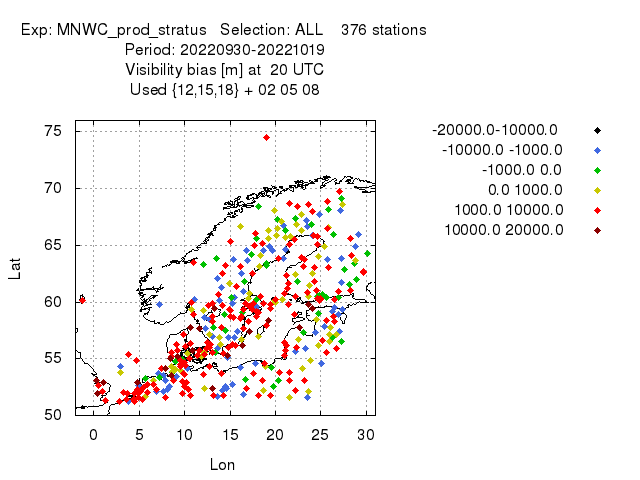 Exp: MNWC_prod_stratus   Selection: ALL    376 stations
Period: 20220930-20221019
Visibility bias [m] at  20 UTC
Used {12,15,18} + 02 05 08
-20000.0-10000.0
-10000.0 -1000.0
-1000.0 0.0
0.0 1000.0
1000.0 10000.0
10000.0 20000.0
75
70
65
60
55
50
Lat
0 5 10 15 20 25 30
Lon